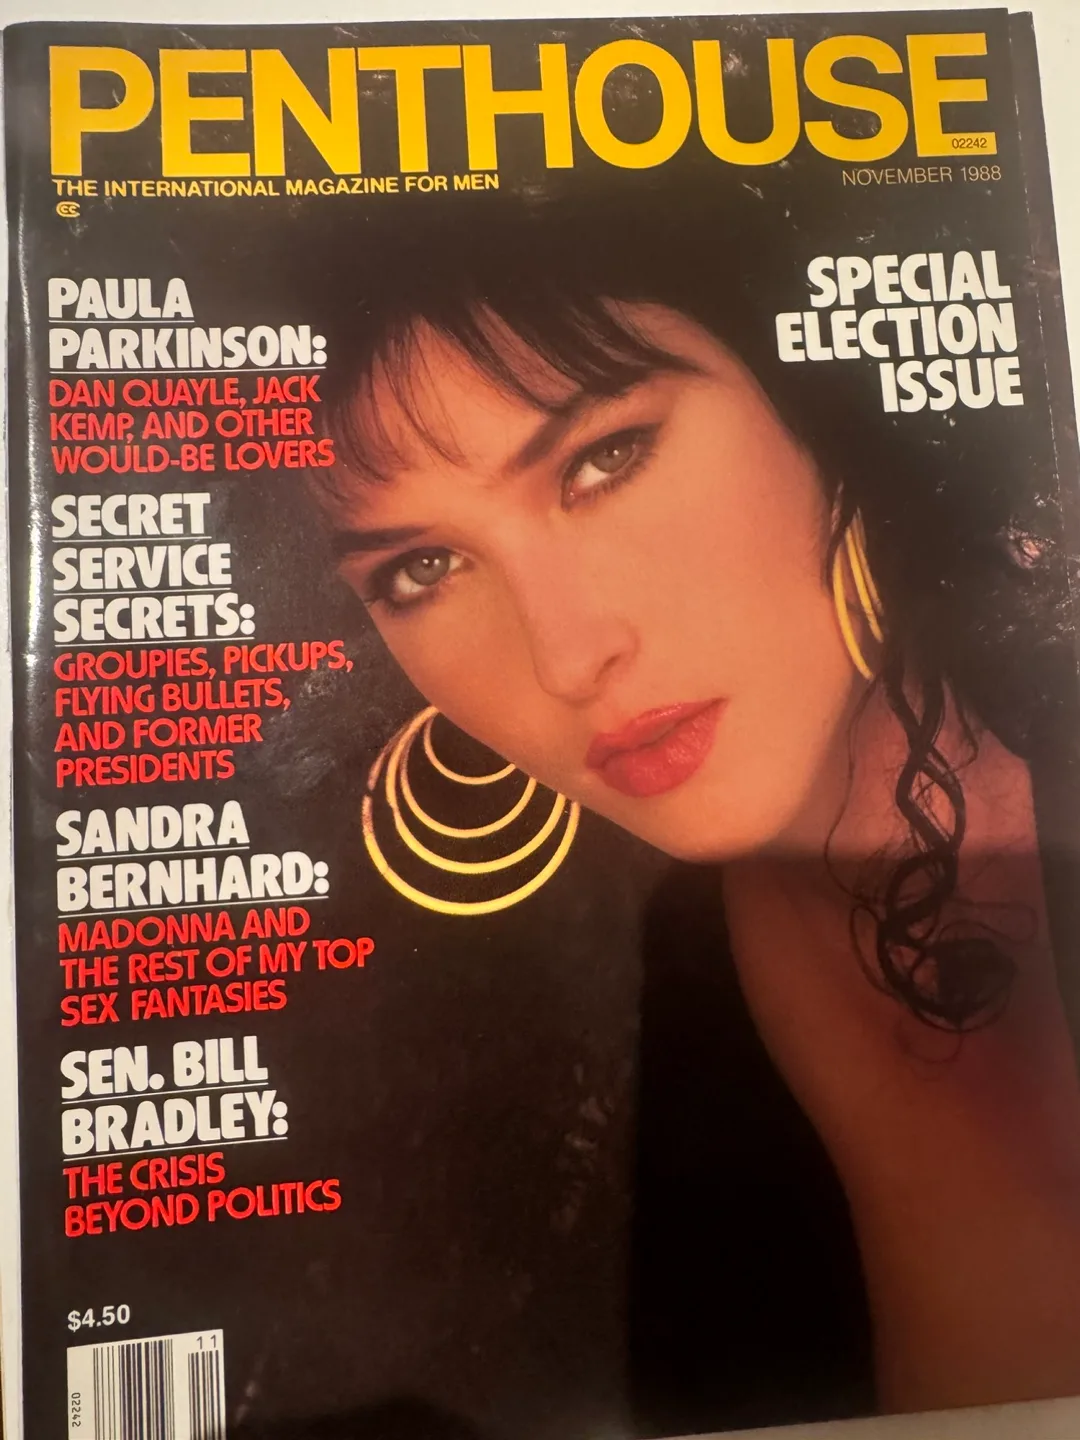 PENTHOUSE
02242
THE INTERNATIONAL MAGAZINE FOR MEN
NOVEMBER 1988
SPECIAL
ELECTION
ISSUE
PAULA
PARKINSON:
DAN QUAYLE, JACK
KEMP, AND OTHER
WOULD-BE LOVERS
SECRET
SERVICE
SECRETS:
GROUPIES, PICKUPS,
FLYING BULLETS,
AND FORMER
PRESIDENTS
SANDRA
BERNHARD:
MADONNA AND
THE REST OF MY TOP
SEX FANTASIES
SEN. BILL
BRADLEY:
THE CRISIS
BEYOND POLITICS
$4.50
11
02242